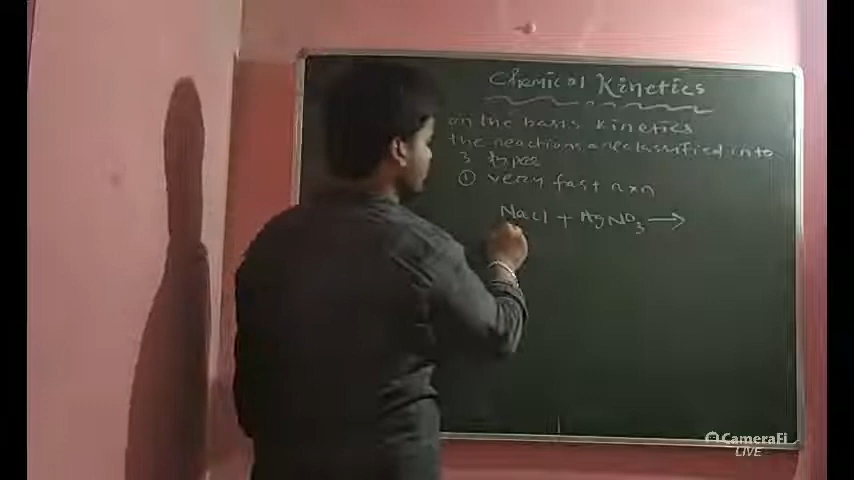 Chemical Kinetics
on the basis kinetics
the reactions are classified into
3 types
① very fast rxn
NaCl + AgNO3 →
CameraFi
LIVE